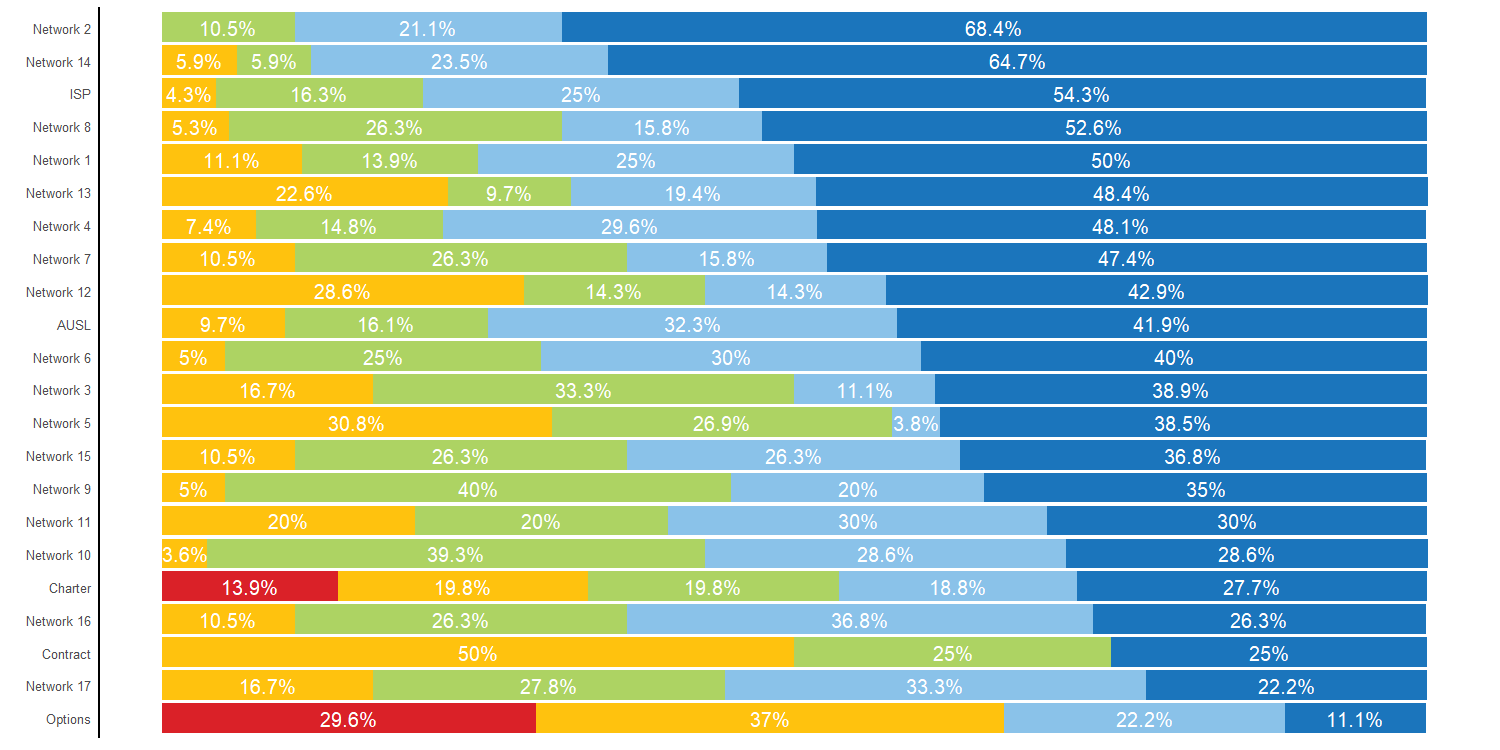 Network 2 10.5% 21.1% 68.4%
Network 14 5.9% 5.9% 23.5% 64.7%
ISP 4.3% 16.3% 25% 54.3%
Network 8 5.3% 26.3% 15.8% 52.6%
Network 1 11.1% 13.9% 25% 50%
Network 13 22.6% 9.7% 19.4% 48.4%
Network 4 7.4% 14.8% 29.6% 48.1%
Network 7 10.5% 26.3% 15.8% 47.4%
Network 12 28.6% 14.3% 14.3% 42.9%
AUSL 9.7% 16.1% 32.3% 41.9%
Network 6 5% 25% 30% 40%
Network 3 16.7% 33.3% 11.1% 38.9%
Network 5 30.8% 26.9% 3.8% 38.5%
Network 15 10.5% 26.3% 26.3% 36.8%
Network 9 5% 40% 20% 35%
Network 11 20% 20% 30% 30%
Network 10 3.6% 39.3% 28.6% 28.6%
Charter 13.9% 19.8% 19.8% 18.8% 27.7%
Network 16 10.5% 26.3% 36.8% 26.3%
Contract 50% 25% 25%
Network 17 16.7% 27.8% 33.3% 22.2%
Options 29.6% 37% 22.2% 11.1%